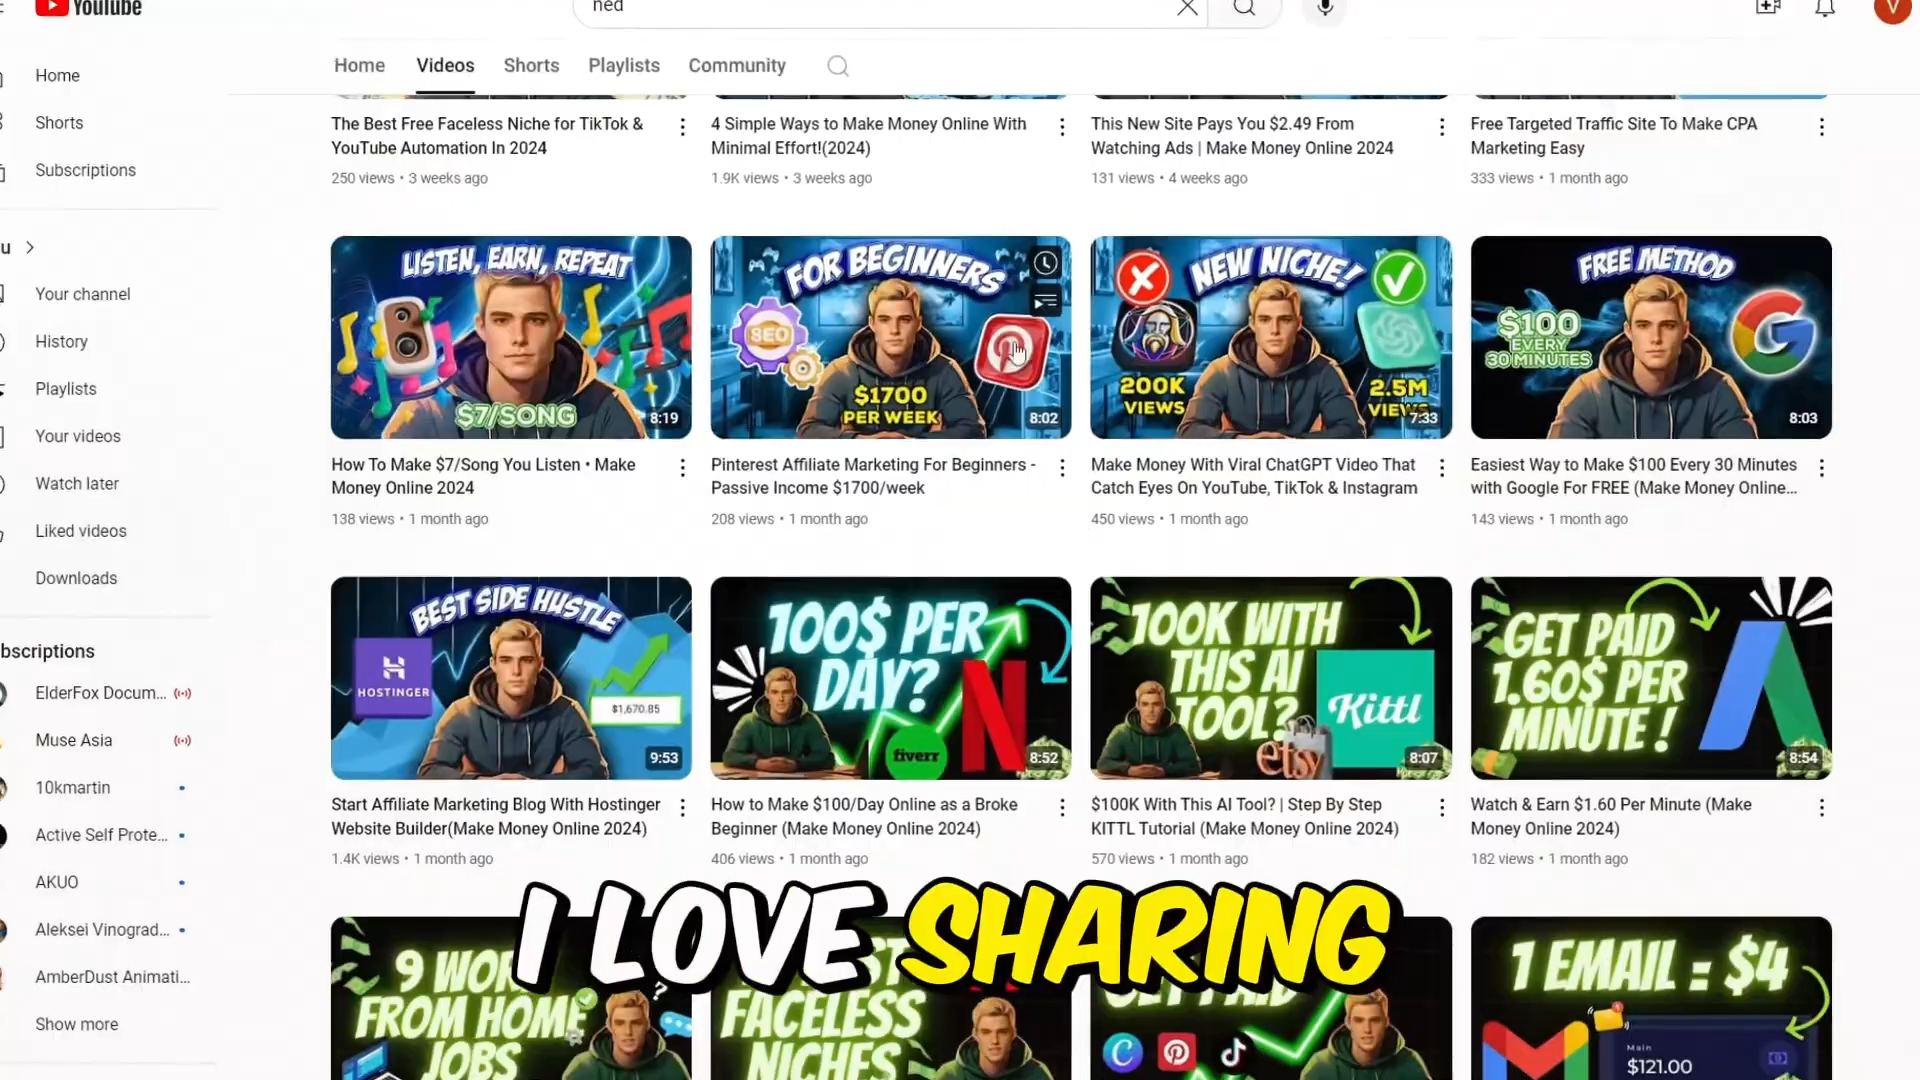 YouTube
ned
Home
Videos
Shorts
Playlists
Community
Home
Shorts
Subscriptions
u
Your channel
History
Playlists
Your videos
Watch later
Liked videos
Downloads
bscriptions
ElderFox Docum...
Muse Asia
10kmartin
Active Self Prote...
AKUO
Aleksei Vinograd...
AmberDust Animati...
Show more
V
The Best Free Faceless Niche for TikTok &
YouTube Automation In 2024
250 views • 3 weeks ago
4 Simple Ways to Make Money Online With
Minimal Effort!(2024)
1.9K views • 3 weeks ago
This New Site Pays You $2.49 From
Watching Ads | Make Money Online 2024
131 views • 4 weeks ago
Free Targeted Traffic Site To Make CPA
Marketing Easy
333 views • 1 month ago
LISTEN, EARN, REPEAT
$7/SONG
8:19
How To Make $7/Song You Listen • Make
Money Online 2024
138 views • 1 month ago
FOR BEGINNERS
SEO
$1700
PER WEEK
8:02
Pinterest Affiliate Marketing For Beginners -
Passive Income $1700/week
208 views • 1 month ago
NEW NICHE!
200K
VIEWS
2.5M
VIEWS
7:33
Make Money With Viral ChatGPT Video That
Catch Eyes On YouTube, TikTok & Instagram
450 views • 1 month ago
FREE METHOD
$100
EVERY
30 MINUTES
8:03
Easiest Way to Make $100 Every 30 Minutes
with Google For FREE (Make Money Online...
143 views • 1 month ago
BEST SIDE HUSTLE
HOSTINGER
$1,670.85
9:53
Start Affiliate Marketing Blog With Hostinger
Website Builder(Make Money Online 2024)
1.4K views • 1 month ago
100$ PER
DAY?
fiverr
8:52
How to Make $100/Day Online as a Broke
Beginner (Make Money Online 2024)
406 views • 1 month ago
100K WITH
THIS AI
TOOL?
Kittl
etsy
8:07
$100K With This AI Tool? | Step By Step
KITTL Tutorial (Make Money Online 2024)
570 views • 1 month ago
GET PAID
1.60$ PER
MINUTE !
8:54
Watch & Earn $1.60 Per Minute (Make
Money Online 2024)
182 views • 1 month ago
I LOVE SHARING
9 WOR
FROM HOME
JOBS
?
ST
FACELESS
NICHES
GET PAID
1 EMAIL = $4
Main
$121.00